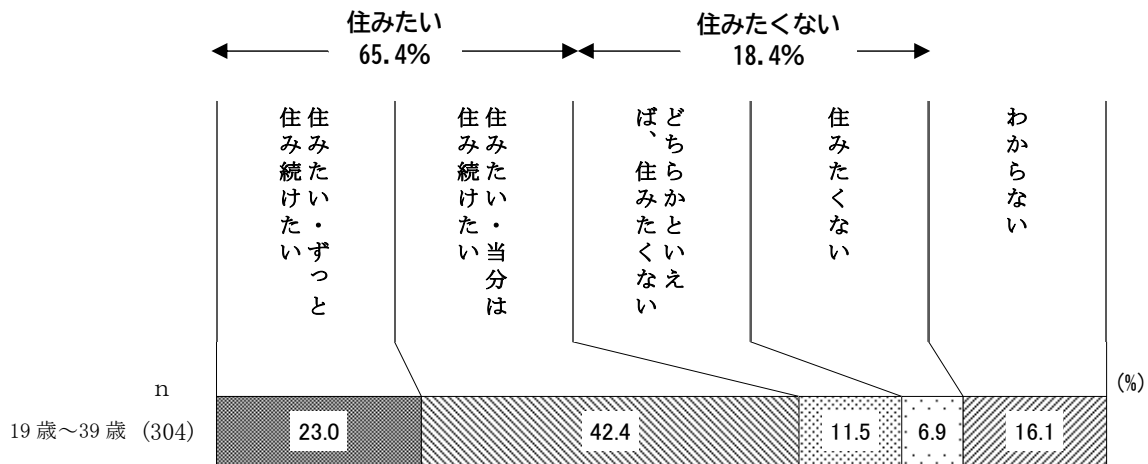 住みたい
65.4%
住みたくない
18.4%
住みたい・ずっと
住み続けたい
住みたい・当分は
住み続けたい
どちらかといえ
ば、住みたくない
住みたくない
わからない
n
(%)
19歳～39歳 (304)
23.0
42.4
11.5
6.9
16.1